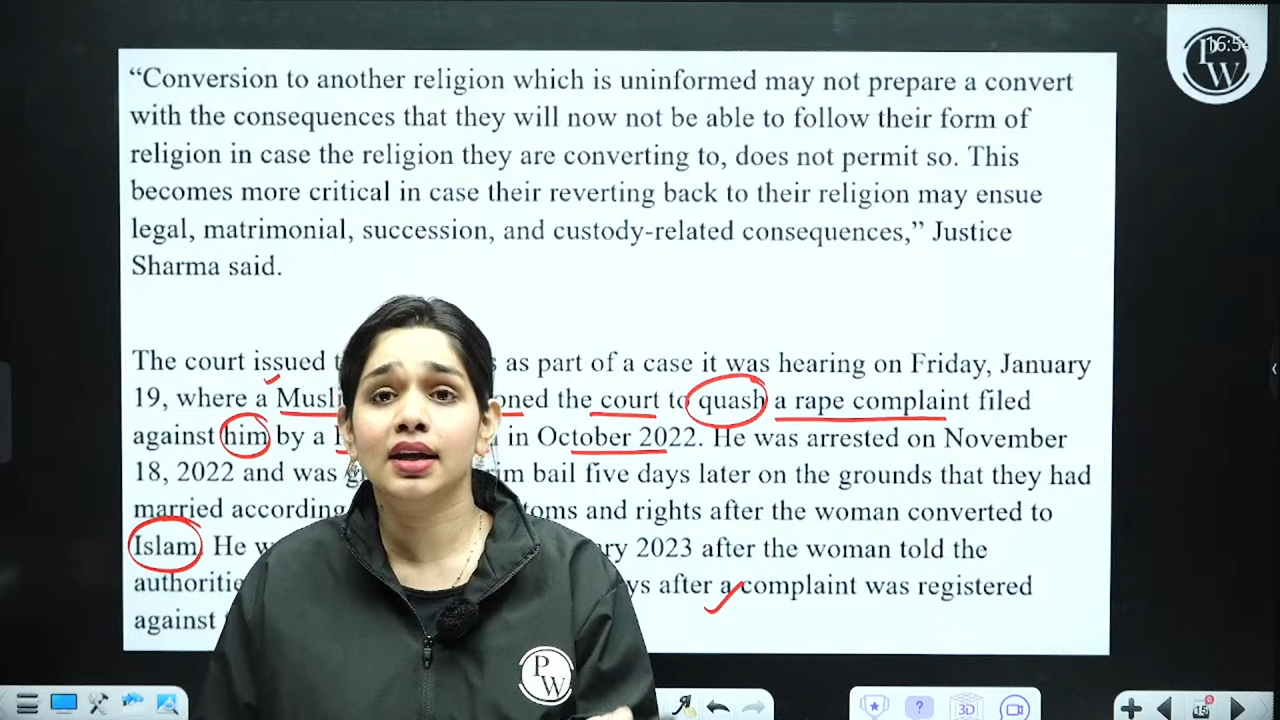 “Conversion to another religion which is uninformed may not prepare a convert
with the consequences that they will now not be able to follow their form of
religion in case the religion they are converting to, does not permit so. This
becomes more critical in case their reverting back to their religion may ensue
legal, matrimonial, succession, and custody-related consequences,” Justice
Sharma said.
The court issued as part of a case it was hearing on Friday, January
19, where a the court to quash a rape complaint filed
against him by a in October 2022. He was arrested on November
18, 2022 and was bail five days later on the grounds that they had
married according and rights after the woman converted to
Islam. He 2023 after the woman told the
after a complaint was registered
against
PW
16:5
PW
3D
15